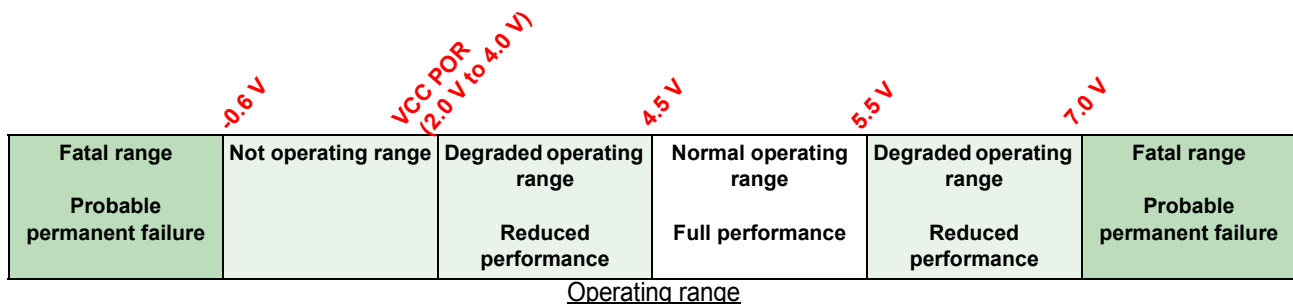 -0.6 V
VCC POR
(2.0 V to 4.0 V)
4.5 V
5.5 V
7.0 V
Fatal range
Probable
permanent failure
Not operating range
Degraded operating
range
Reduced
performance
Normal operating
range
Full performance
Degraded operating
range
Reduced
performance
Fatal range
Probable
permanent failure
Operating range